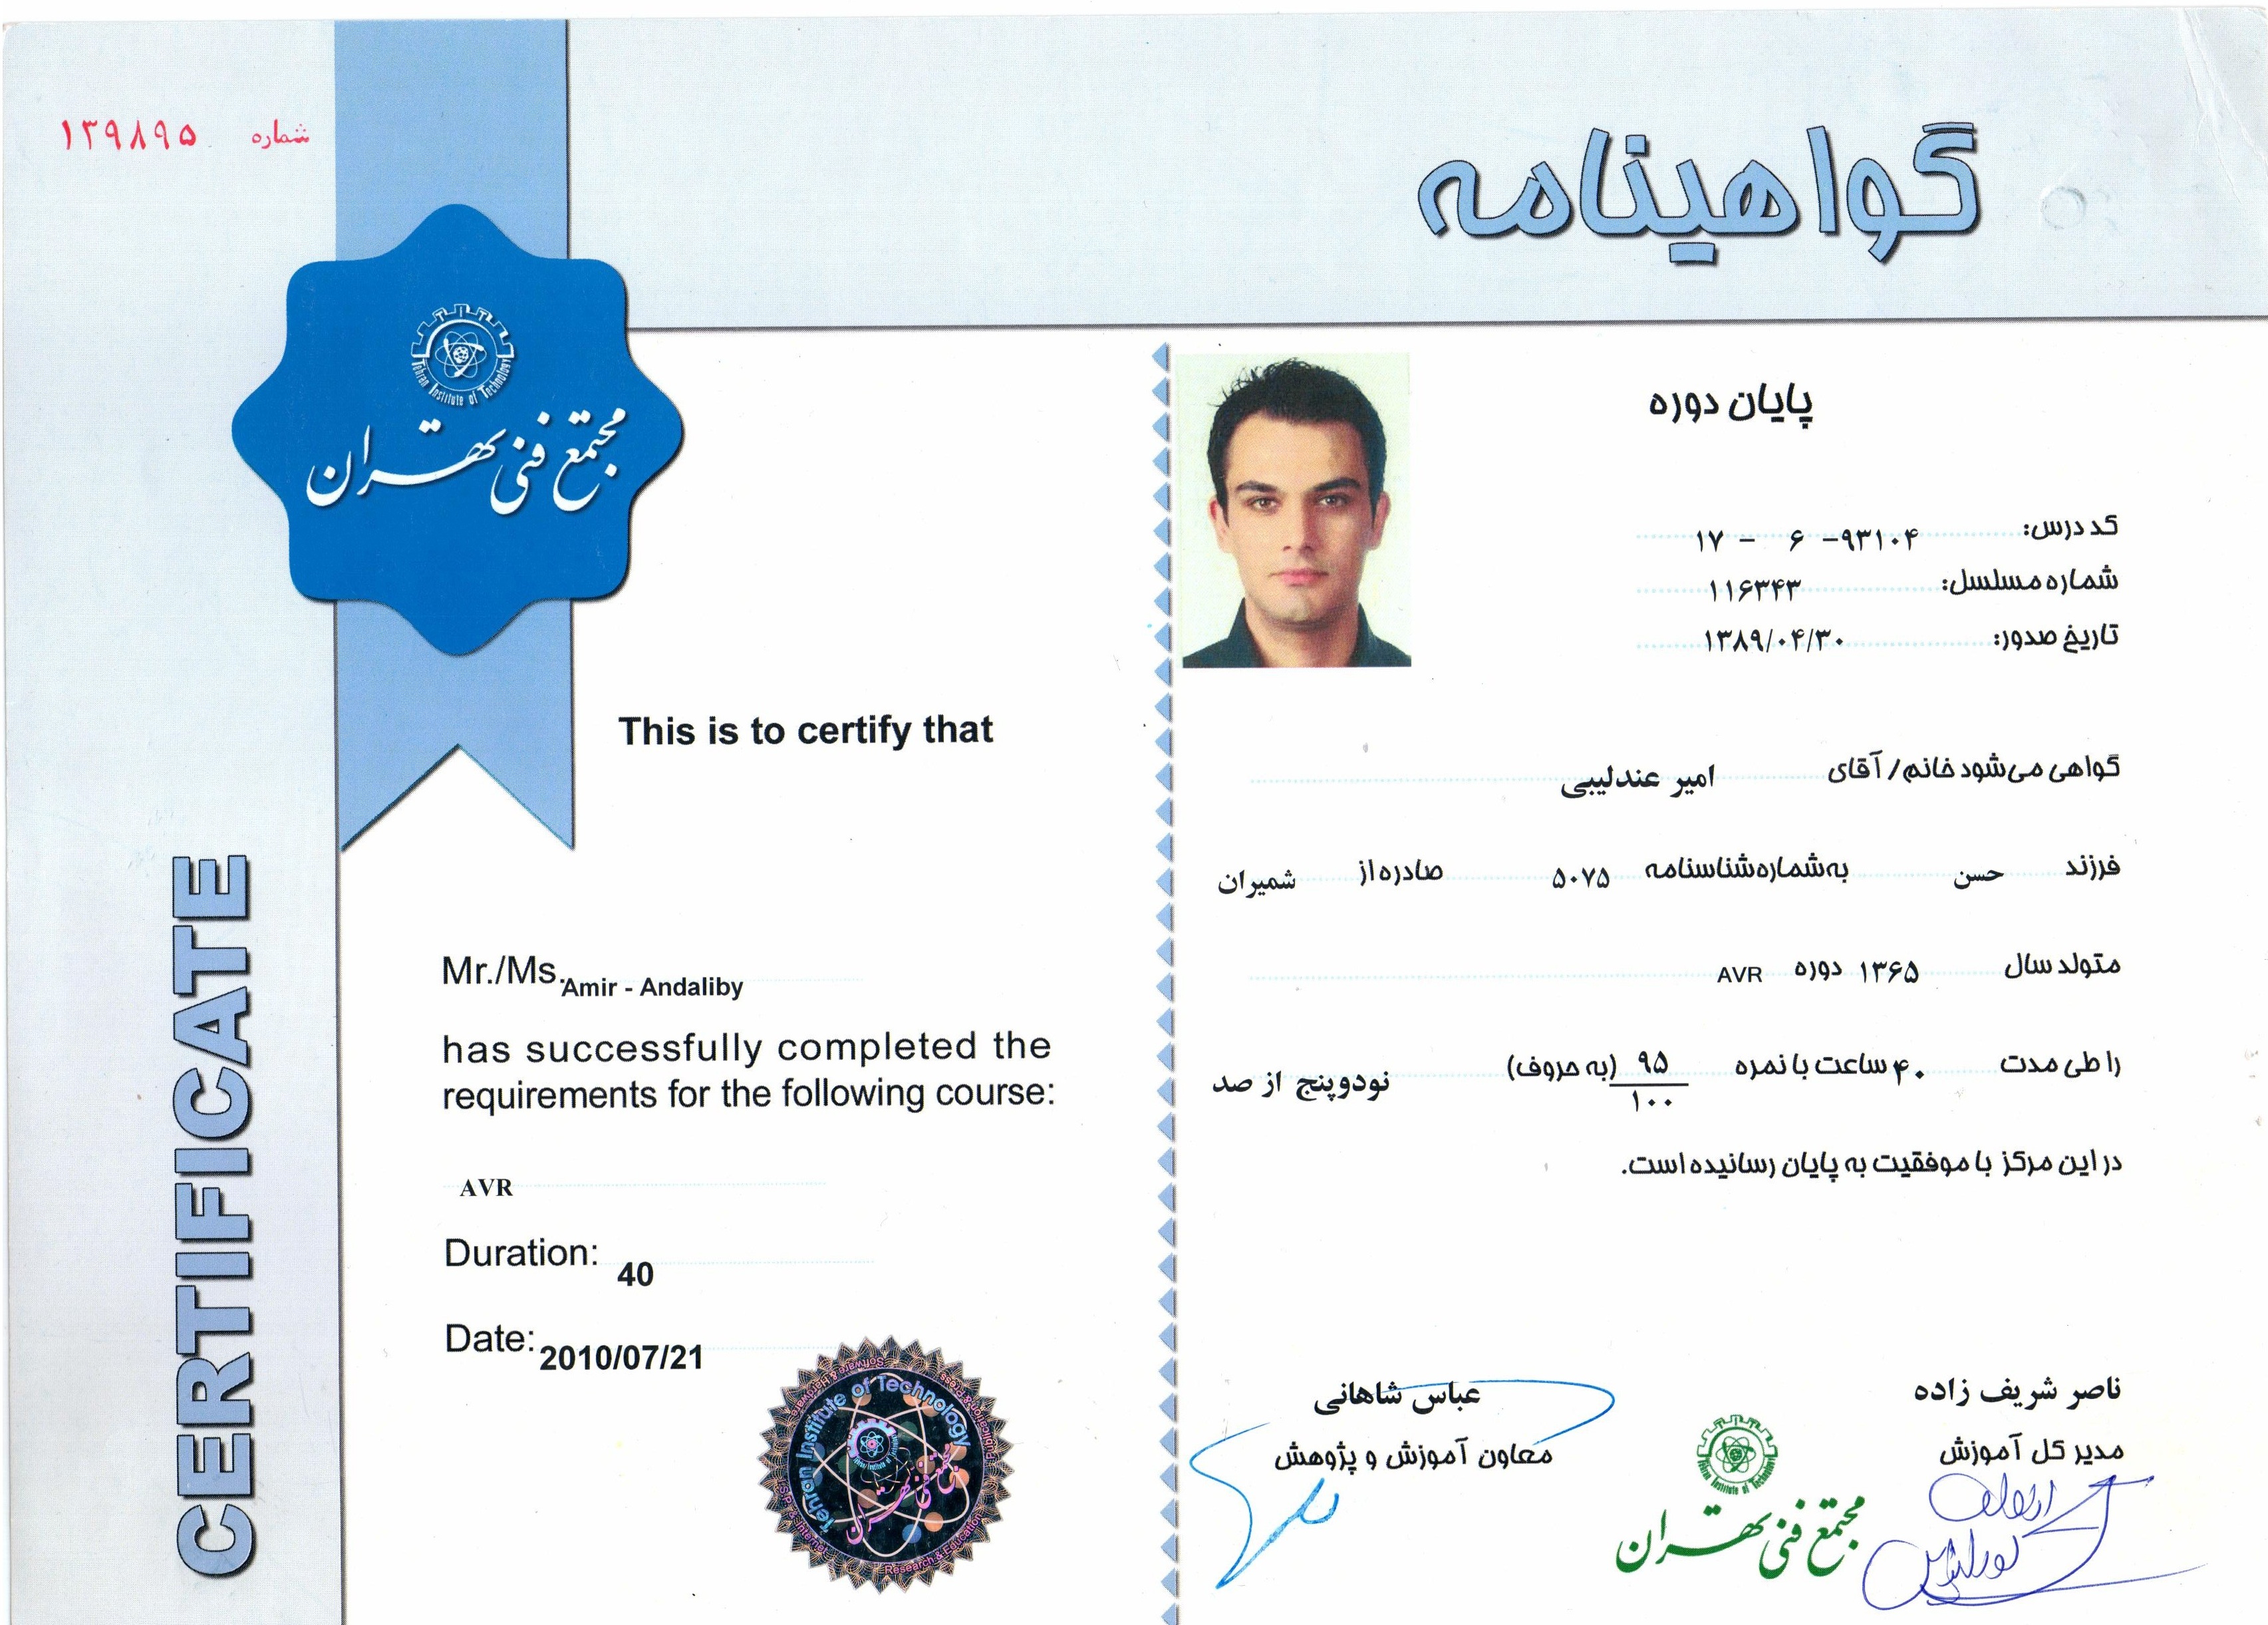 شماره ۱۳۹۸۹۵
گواهینامه
Tehran Institute of Technology
مجتمع فنی تهران
CERTIFICATE
This is to certify that
Mr./Ms. Amir - Andaliby
has successfully completed the
requirements for the following course:
AVR
Duration: 40
Date: 2010/07/21
Tehran Institute of Technology
مجتمع فنی تهران
Research & Education
پایان دوره
کد درس: ۹۳۱۰۴- ۶ - ۱۷
شماره مسلسل: ۱۱۶۳۴۳
تاریخ صدور: ۱۳۸۹/۰۴/۳۰
گواهی می شود خانم/ آقای امیر عندلیبی
فرزند حسن به شماره شناسنامه ۵۰۷۵ صادره از شمیران
متولد سال ۱۳۶۵ دوره AVR
را طی مدت ۴۰ ساعت با نمره ۹۵/۱۰۰ (به حروف) نودوپنج از صد
در این مرکز با موفقیت به پایان رسانیده است.
ناصر شریف زاده
مدیر کل آموزش
عباس شاهانی
معاون آموزش و پژوهش
Tehran Institute of Technology
مجتمع فنی تهران